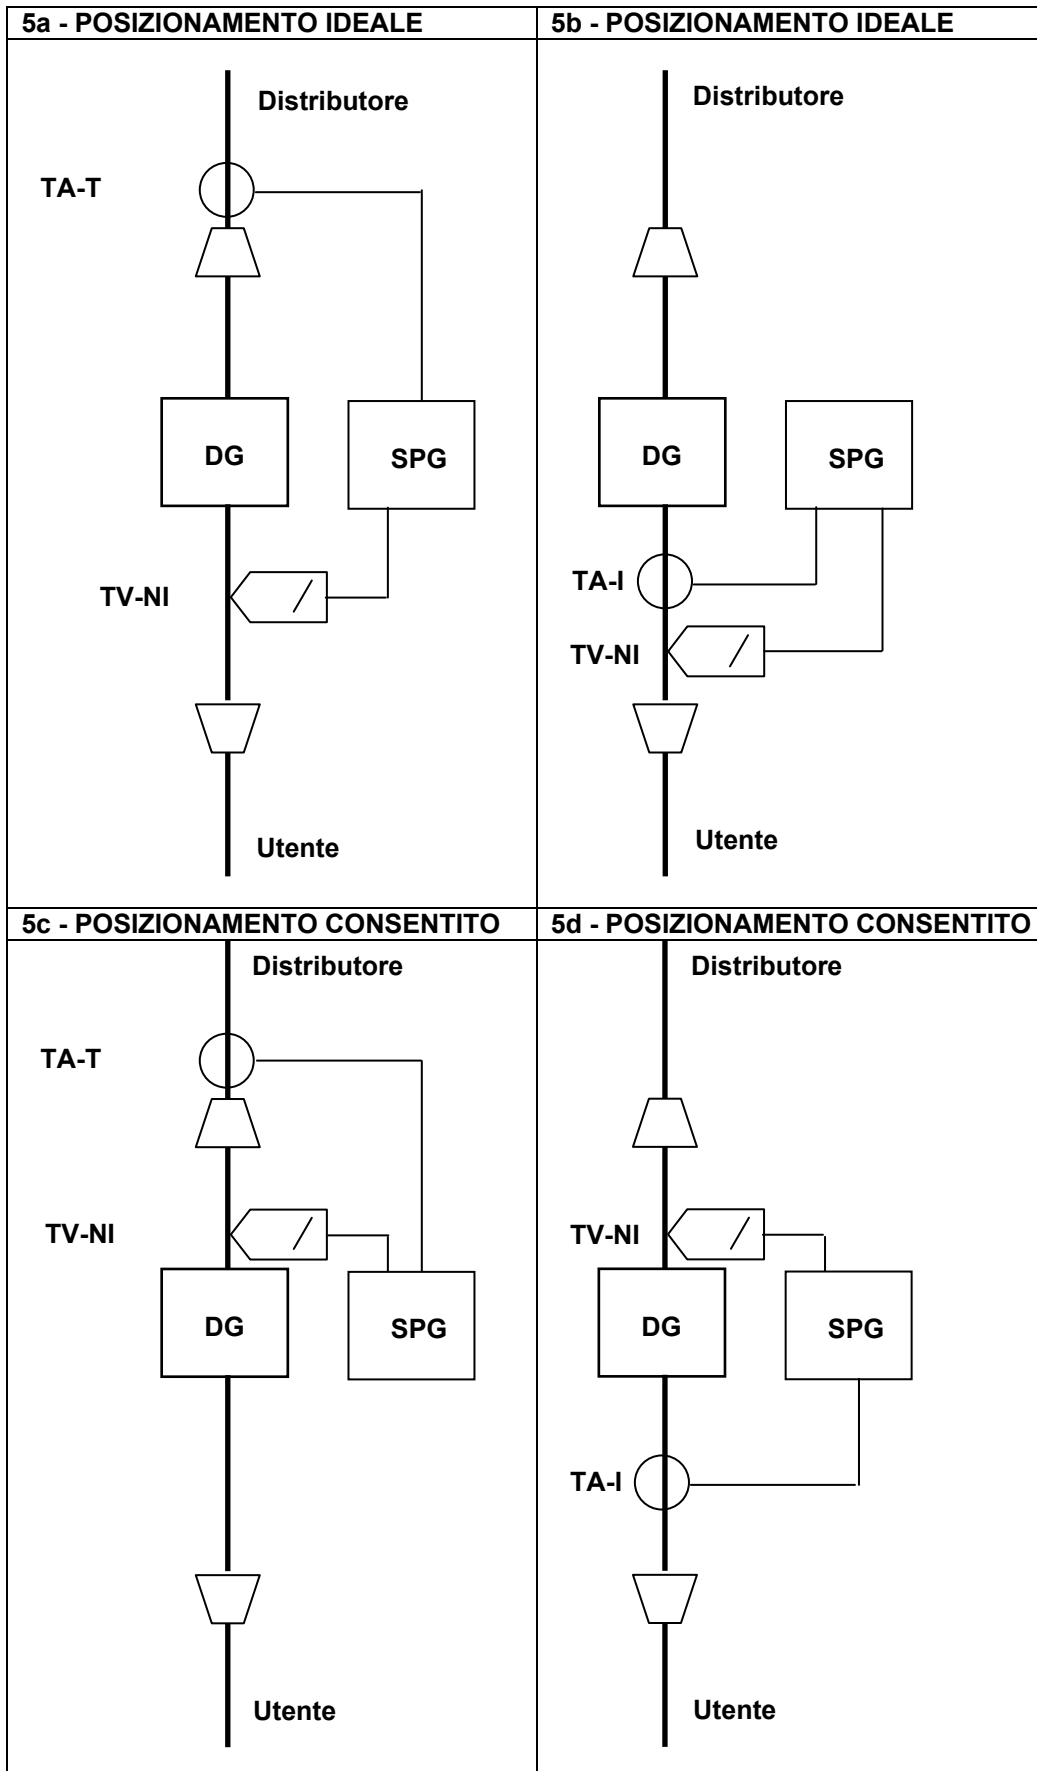 5a - POSIZIONAMENTO IDEALE
Distributore
TA-T
DG
SPG
TV-NI
Utente
5b - POSIZIONAMENTO IDEALE
Distributore
DG
SPG
TA-I
TV-NI
Utente
5c - POSIZIONAMENTO CONSENTITO
Distributore
TA-T
TV-NI
DG
SPG
Utente
5d - POSIZIONAMENTO CONSENTITO
Distributore
TV-NI
DG
SPG
TA-I
Utente